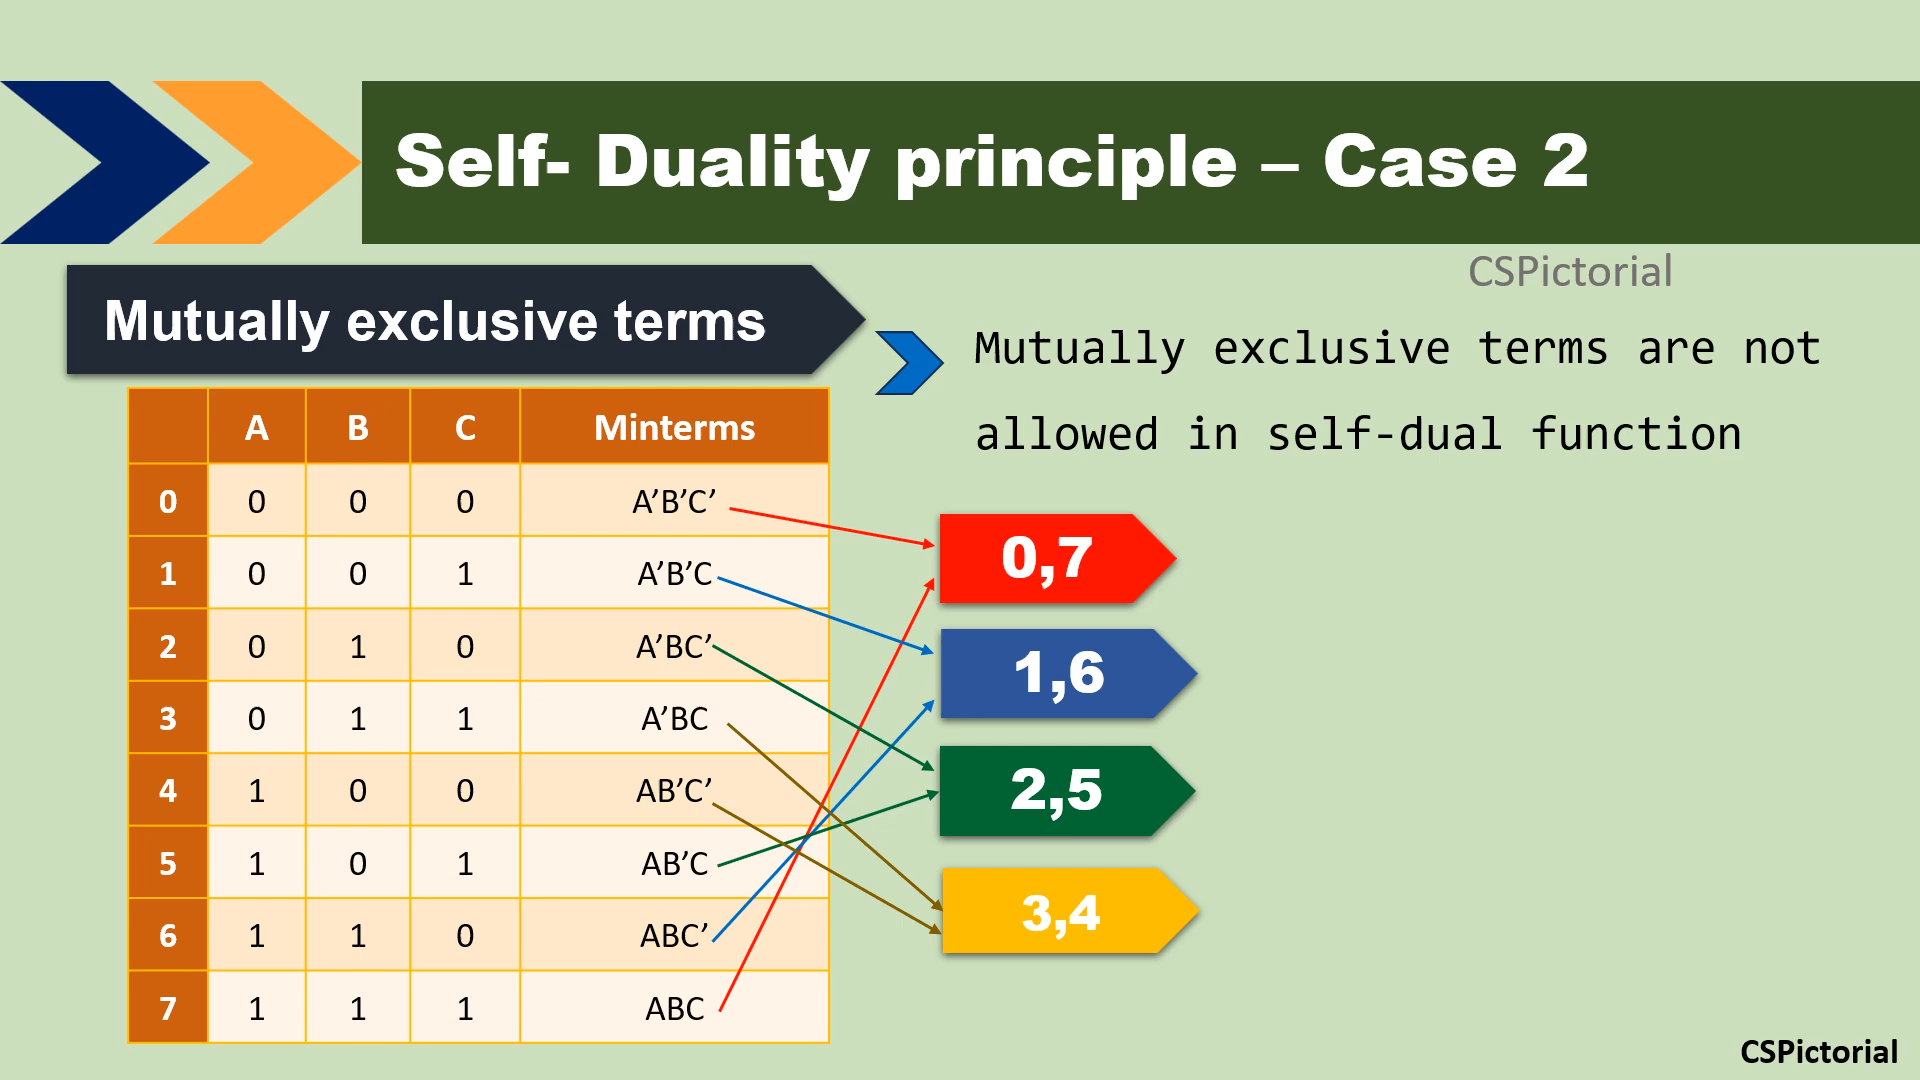 Self- Duality principle – Case 2
CSPictorial
Mutually exclusive terms
Mutually exclusive terms are not
allowed in self-dual function
A B C Minterms
0 0 0 0 A’B’C’
1 0 0 1 A’B’C
2 0 1 0 A’BC’
3 0 1 1 A’BC
4 1 0 0 AB’C’
5 1 0 1 AB’C
6 1 1 0 ABC’
7 1 1 1 ABC
0,7
1,6
2,5
3,4
CSPictorial